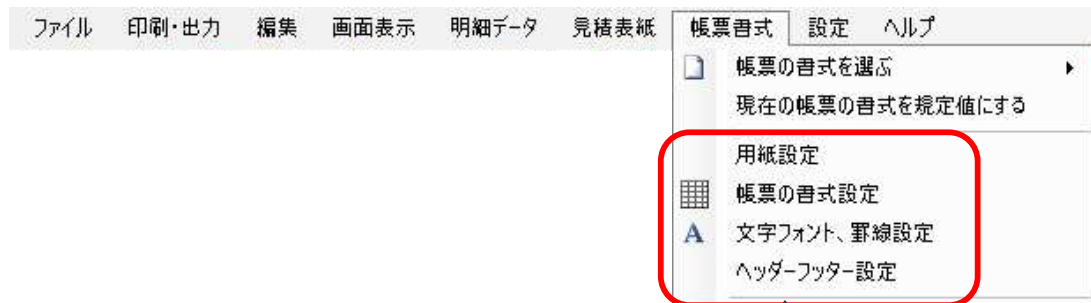 ファイル 印刷・出力 編集 画面表示 明細データ 見積表紙 帳票書式 設定 ヘルプ
帳票の書式を選ぶ
現在の帳票の書式を規定値にする
用紙設定
帳票の書式設定
文字フォント、罫線設定
ヘッダーフッター設定